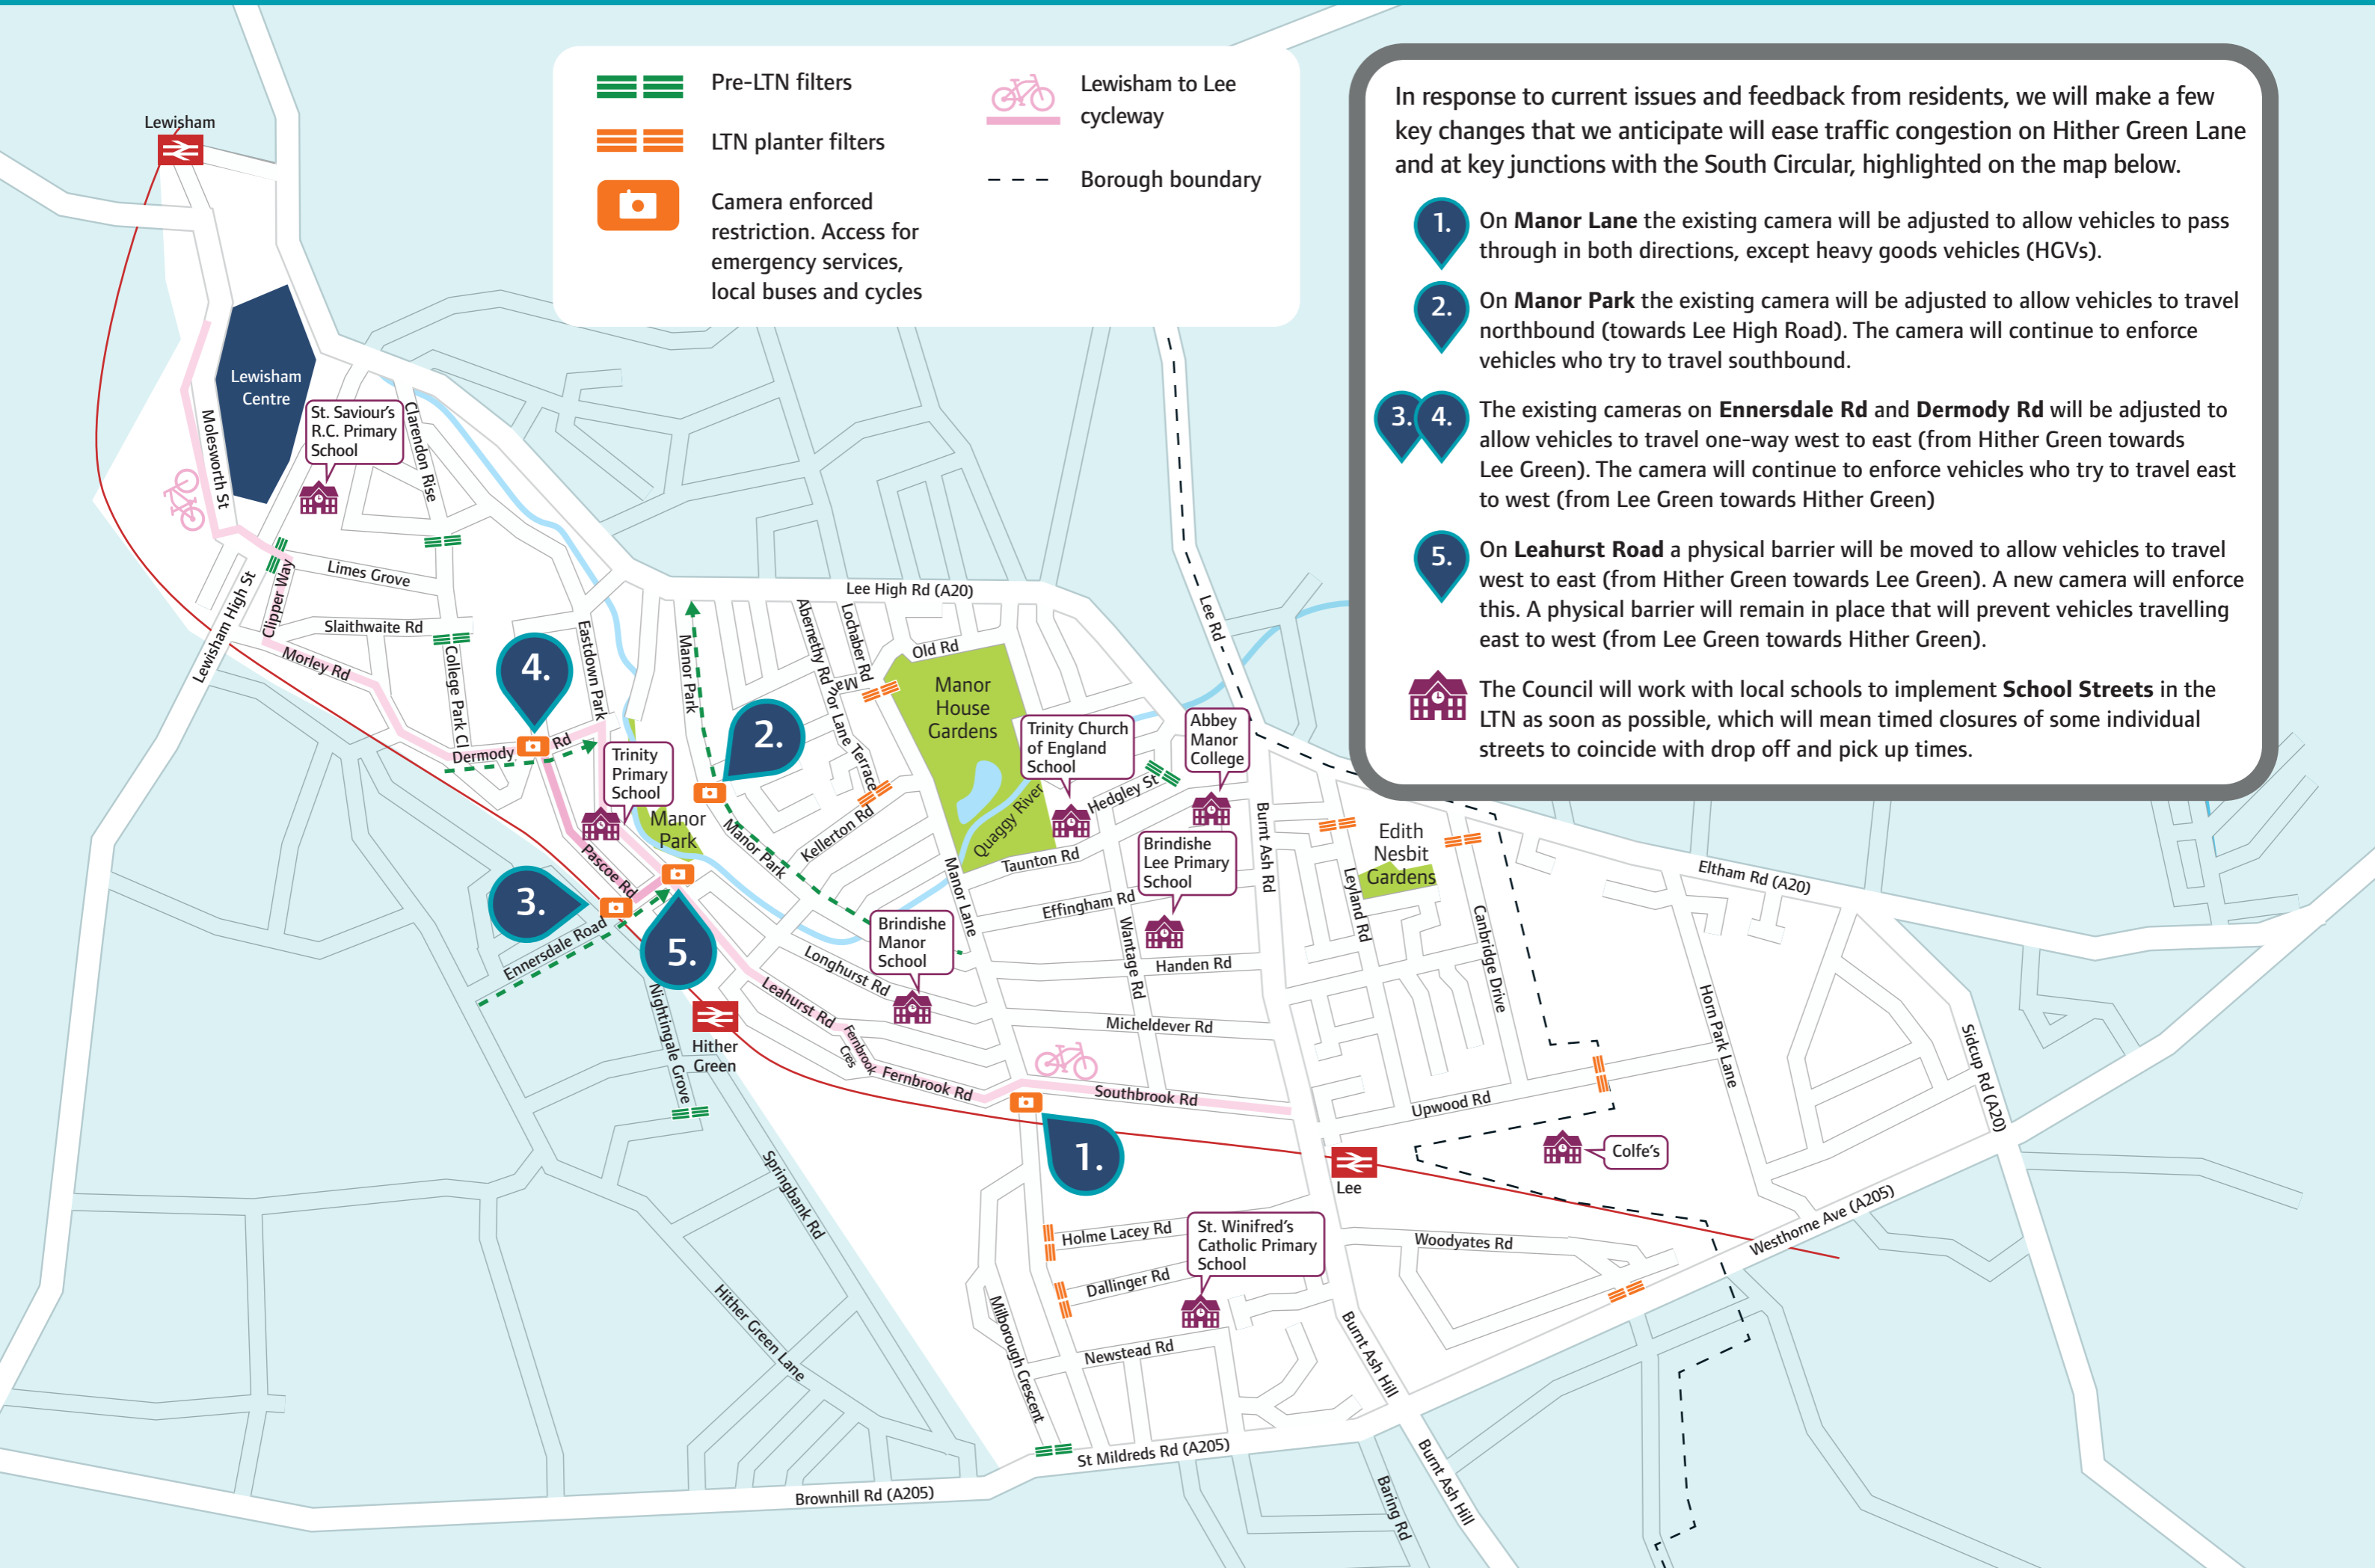 Pre-LTN filters
LTN planter filters
Camera enforced
restriction. Access for
emergency services,
local buses and cycles
Lewisham to Lee
cycleway
Borough boundary
In response to current issues and feedback from residents, we will make a few
key changes that we anticipate will ease traffic congestion on Hither Green Lane
and at key junctions with the South Circular, highlighted on the map below.
1.
On Manor Lane the existing camera will be adjusted to allow vehicles to pass
through in both directions, except heavy goods vehicles (HGVs).
2.
On Manor Park the existing camera will be adjusted to allow vehicles to travel
northbound (towards Lee High Road). The camera will continue to enforce
vehicles who try to travel southbound.
3. 4.
The existing cameras on Ennersdale Rd and Dermody Rd will be adjusted to
allow vehicles to travel one-way west to east (from Hither Green towards
Lee Green). The camera will continue to enforce vehicles who try to travel east
to west (from Lee Green towards Hither Green)
5.
On Leahurst Road a physical barrier will be moved to allow vehicles to travel
west to east (from Hither Green towards Lee Green). A new camera will enforce
this. A physical barrier will remain in place that will prevent vehicles travelling
east to west (from Lee Green towards Hither Green).
The Council will work with local schools to implement School Streets in the
LTN as soon as possible, which will mean timed closures of some individual
streets to coincide with drop off and pick up times.
Lewisham
Lewisham
Centre
St. Saviour's
R.C. Primary
School
Clarendon Rise
Molesworth St
Limes Grove
Clipper Way
Lewisham High St
Slaithwaite Rd
Morley Rd
College Park Cl
Eastdown Park
4.
Dermody Rd
Trinity
Primary
School
Manor Park
2.
Manor
Park
Manor Park
Pascoe Rd
3.
Ennersdale Road
5.
Lee High Rd (A20)
Abernethy Rd
Lochaber Rd
Old Rd
Manor Lane Terrace
Manor
House
Gardens
Kellerton Rd
Quaggy River
Lee Rd
Trinity Church
of England
School
Abbey
Manor
College
Hedgley St
Taunton Rd
Manor Lane
Brindishe
Lee Primary
School
Burnt Ash Rd
Edith
Nesbit
Gardens
Leyland Rd
Canbridge Drive
Eltham Rd (A20)
Effingham Rd
Wantage Rd
Handen Rd
Brindishe
Manor
School
Longhurst Rd
Leahurst Rd
Fernbrook
Cres
Fernbrook Rd
Micheldever Rd
Southbrook Rd
Hither
Green
Nightingale Grove
Springbank Rd
Hither Green Lane
1.
Upwood Rd
Horn Park Lane
Sidcup Rd (A20)
Colfe's
Lee
Westhorne Ave (A205)
Woodyates Rd
Holme Lacey Rd
St. Winifred's
Catholic Primary
School
Dallinger Rd
Milborough Crescent
Newstead Rd
Burnt Ash Hill
St Mildreds Rd (A205)
Brownhill Rd (A205)
Baring Rd
Burnt Ash Hill